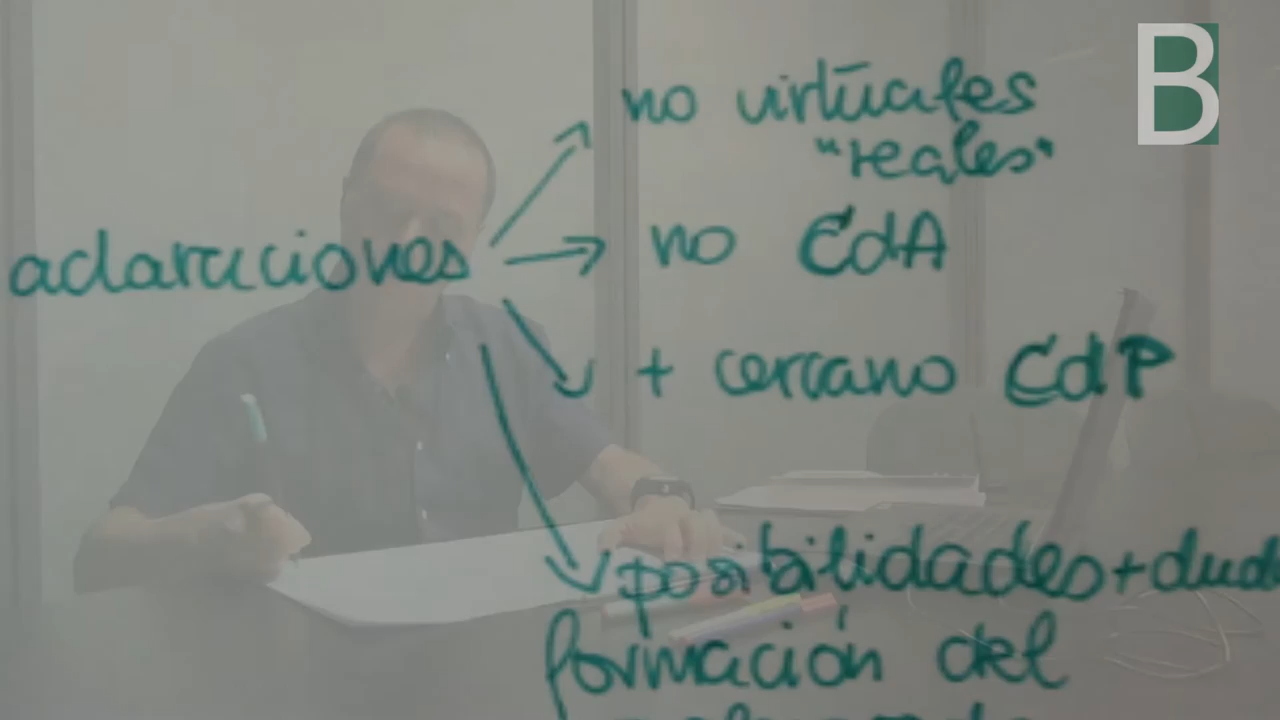 B
no virtuales
"reales"
aclaraciones
no CdA
+ cercano CdP
posibilidades + dud
formación del